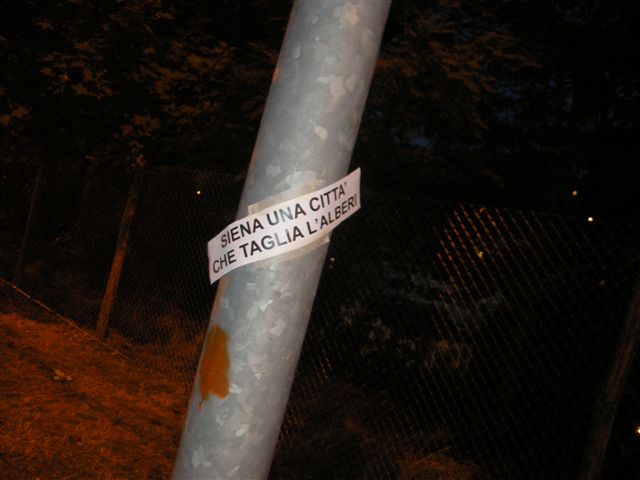 SIENA UNA CITTA'
CHE TAGLIA L'ALBERI